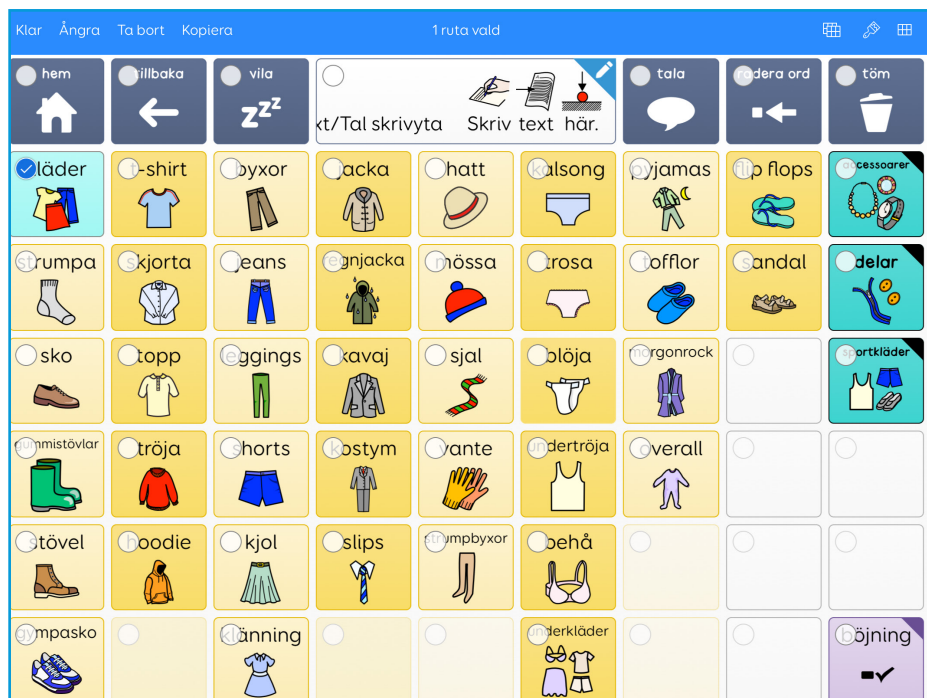 Klar Ångra Ta bort Kopiera 1 ruta vald
hem tillbaka vila tala radera ord töm
xt/Tal skrivyta Skriv text här.
kläder t-shirt byxor jacka hatt kalsong pyjamas flip flops accessoarer
strumpa skjorta jeans regnjacka mössa trosa tofflor sandal delar
sko topp leggings kavaj sjal blöja morgonrock sportkläder
gummistövlar tröja shorts kostym vante undertröja overall
stövel hoodie kjol slips strumpbyxor behå
gympasko klänning underkläder böjning